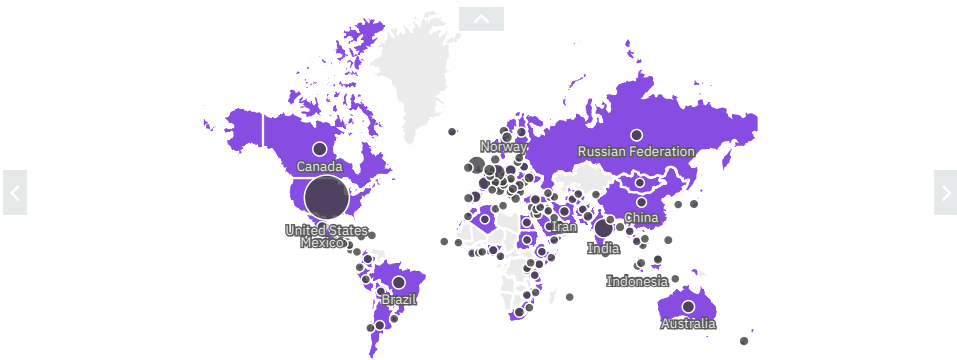 Norway
Russian Federation
Canada
China
United States
Iran
Mexico
India
Indonesia
Brazil
Australia